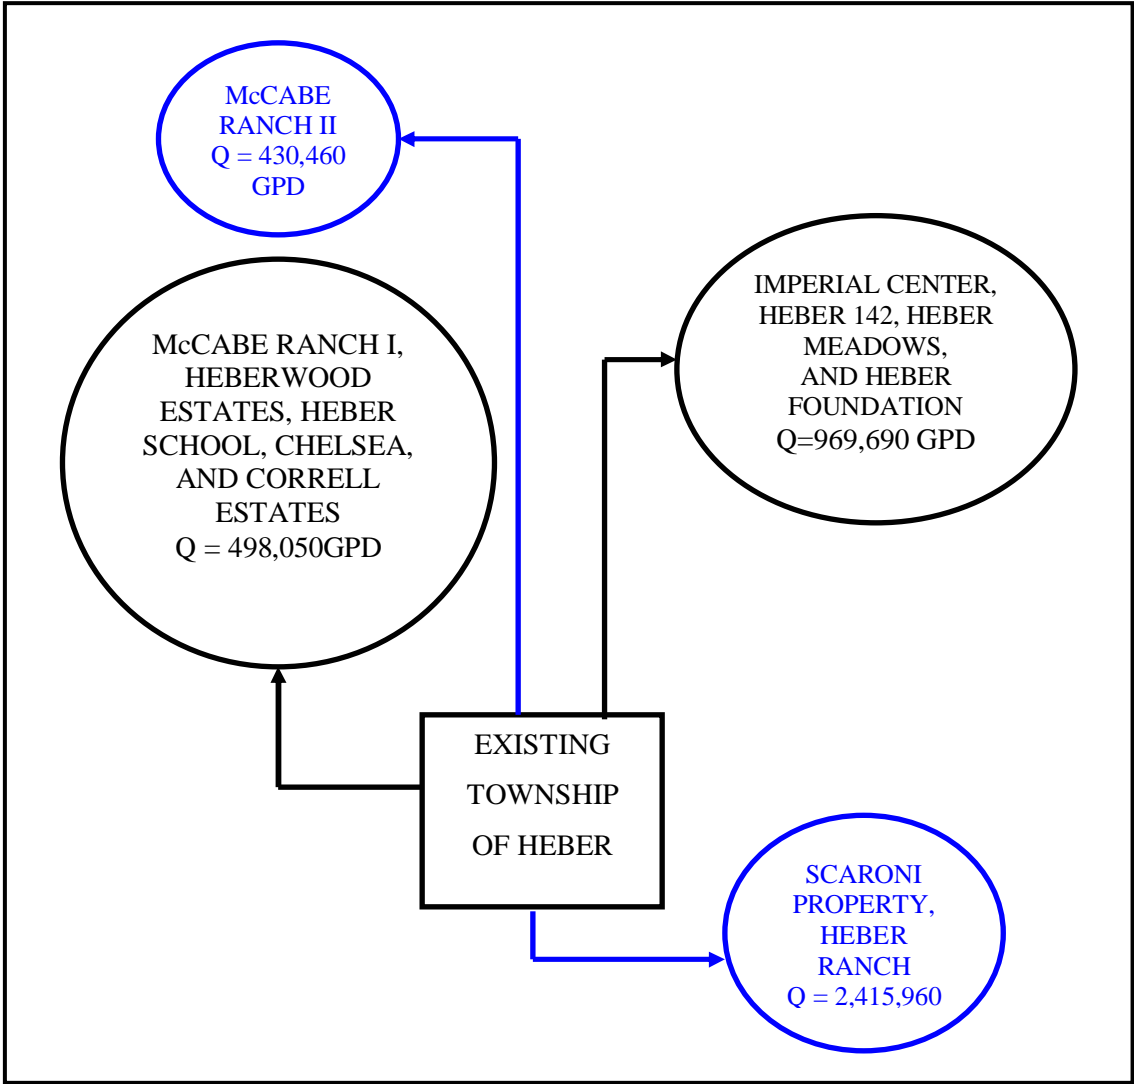 McCABE
RANCH II
Q = 430,460
GPD
IMPERIAL CENTER,
HEBER 142, HEBER
MEADOWS,
AND HEBER
FOUNDATION
Q=969,690 GPD
McCABE RANCH I,
HEBERWOOD
ESTATES, HEBER
SCHOOL, CHELSEA,
AND CORRELL
ESTATES
Q = 498,050GPD
EXISTING
TOWNSHIP
OF HEBER
SCARONI
PROPERTY,
HEBER
RANCH
Q = 2,415,960